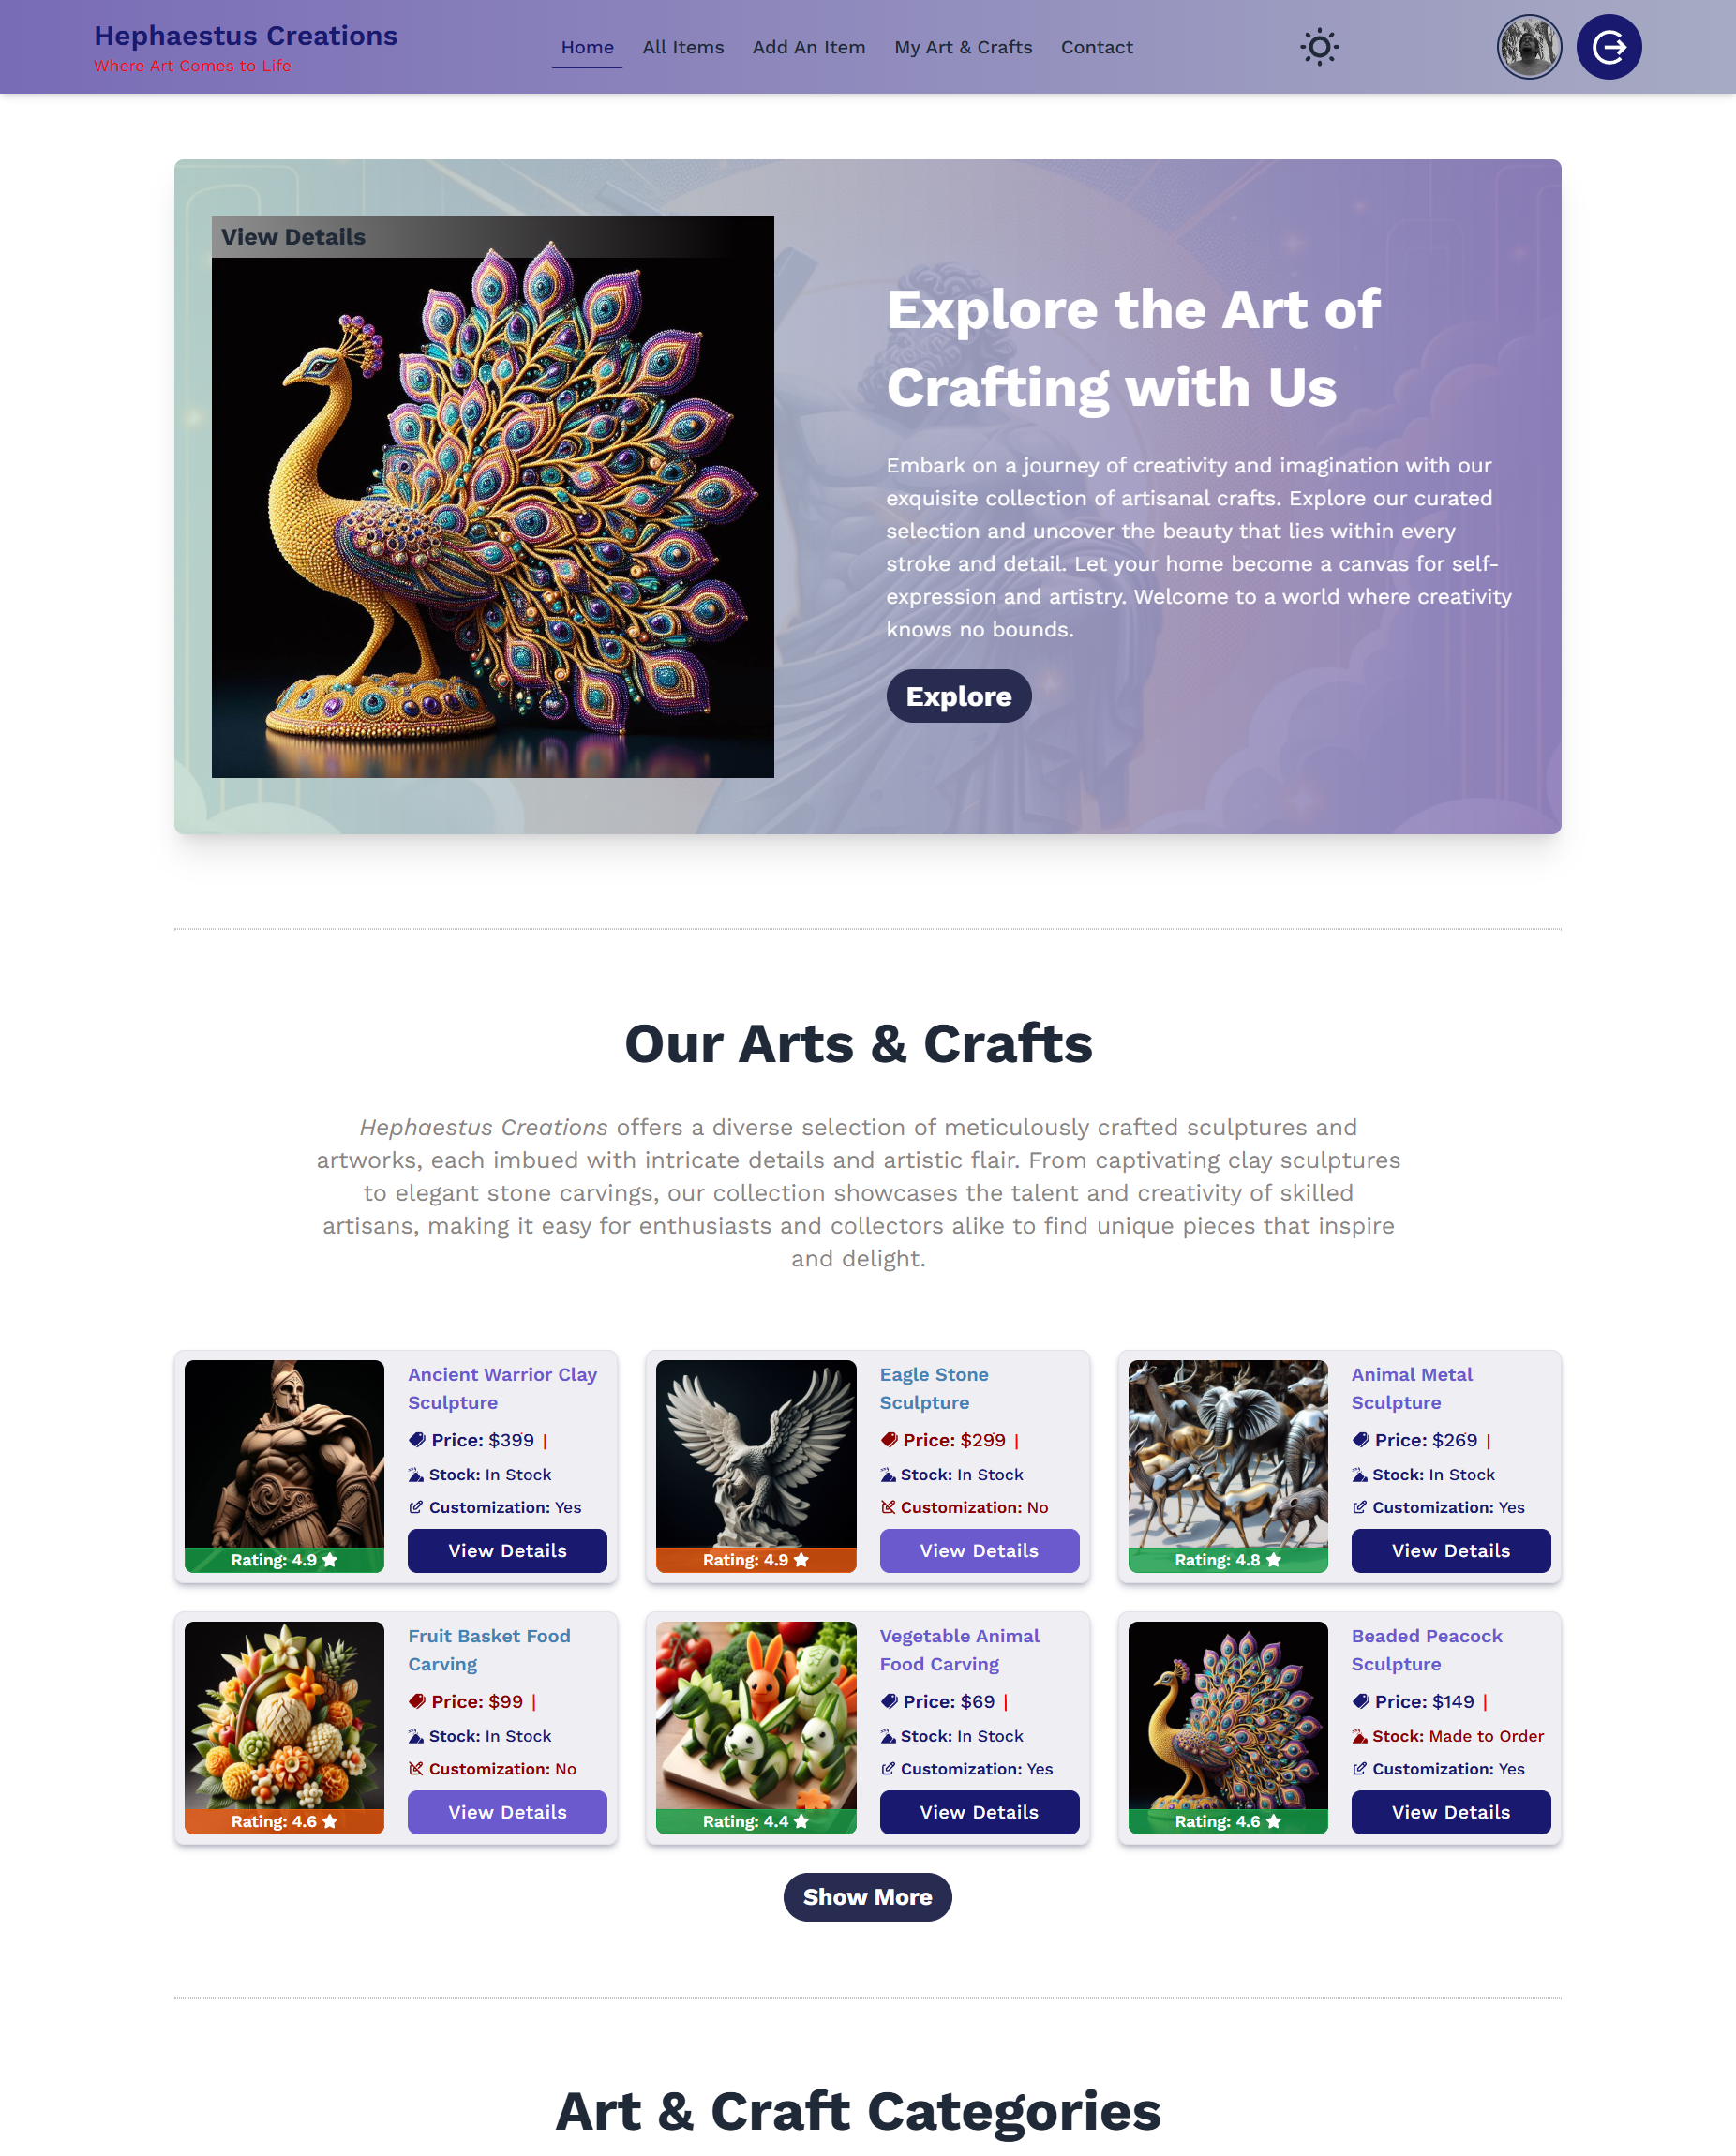 Hephaestus Creations
Where Art Comes to Life
Home
All Items
Add An Item
My Art & Crafts
Contact
View Details
Explore the Art of
Crafting with Us
Embark on a journey of creativity and imagination with our
exquisite collection of artisanal crafts. Explore our curated
selection and uncover the beauty that lies within every
stroke and detail. Let your home become a canvas for self-
expression and artistry. Welcome to a world where creativity
knows no bounds.
Explore
Our Arts & Crafts
Hephaestus Creations offers a diverse selection of meticulously crafted sculptures and
artworks, each imbued with intricate details and artistic flair. From captivating clay sculptures
to elegant stone carvings, our collection showcases the talent and creativity of skilled
artisans, making it easy for enthusiasts and collectors alike to find unique pieces that inspire
and delight.
Ancient Warrior Clay
Sculpture
Price: $399 |
Stock: In Stock
Customization: Yes
Rating: 4.9
View Details
Eagle Stone
Sculpture
Price: $299 |
Stock: In Stock
Customization: No
Rating: 4.9
View Details
Animal Metal
Sculpture
Price: $269 |
Stock: In Stock
Customization: Yes
Rating: 4.8
View Details
Fruit Basket Food
Carving
Price: $99 |
Stock: In Stock
Customization: No
Rating: 4.6
View Details
Vegetable Animal
Food Carving
Price: $69 |
Stock: In Stock
Customization: Yes
Rating: 4.4
View Details
Beaded Peacock
Sculpture
Price: $149 |
Stock: Made to Order
Customization: Yes
Rating: 4.6
View Details
Show More
Art & Craft Categories